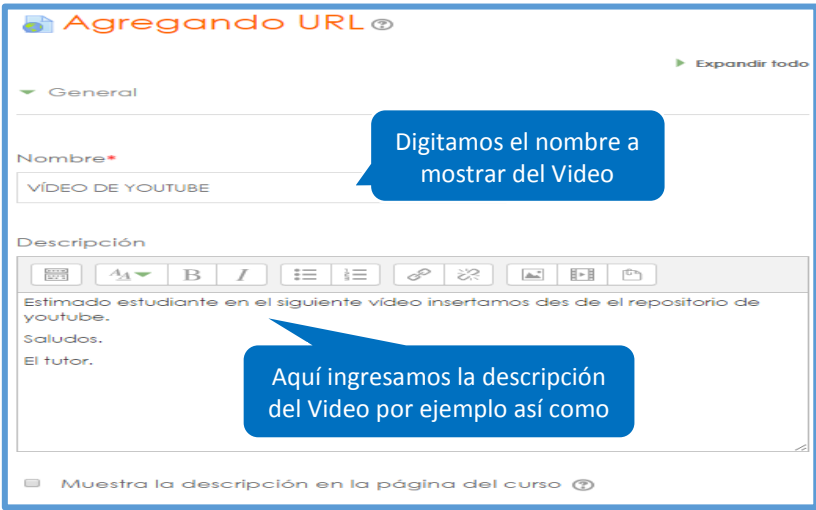 Agregando URL
Expandir todo
General
Digitamos el nombre a
mostrar del Video
Nombre*
VÍDEO DE YOUTUBE
Descripción
B I
Estimado estudiante en el siguiente vídeo insertamos des de el repositorio de
youtube.
Saludos.
El tutor.
Aquí ingresamos la descripción
del Video por ejemplo así como
Muestra la descripción en la página del curso